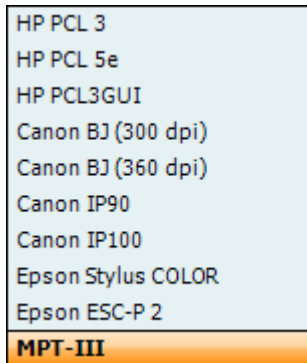 HP PCL 3
HP PCL 5e
HP PCL3GUI
Canon BJ (300 dpi)
Canon BJ (360 dpi)
Canon IP90
Canon IP100
Epson Stylus COLOR
Epson ESC-P 2
MPT-III